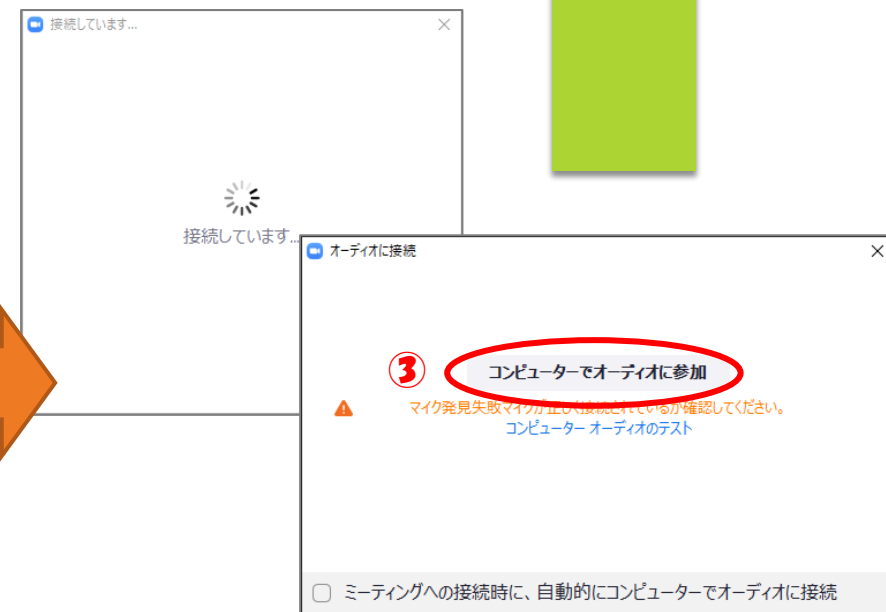 接続しています...
接続しています...
オーディオに接続
③
コンピューターでオーディオに参加
マイク発見失敗マイクが正しく接続されているか確認してください。
コンピューター オーディオのテスト
ミーティングへの接続時に、自動的にコンピューターでオーディオに接続